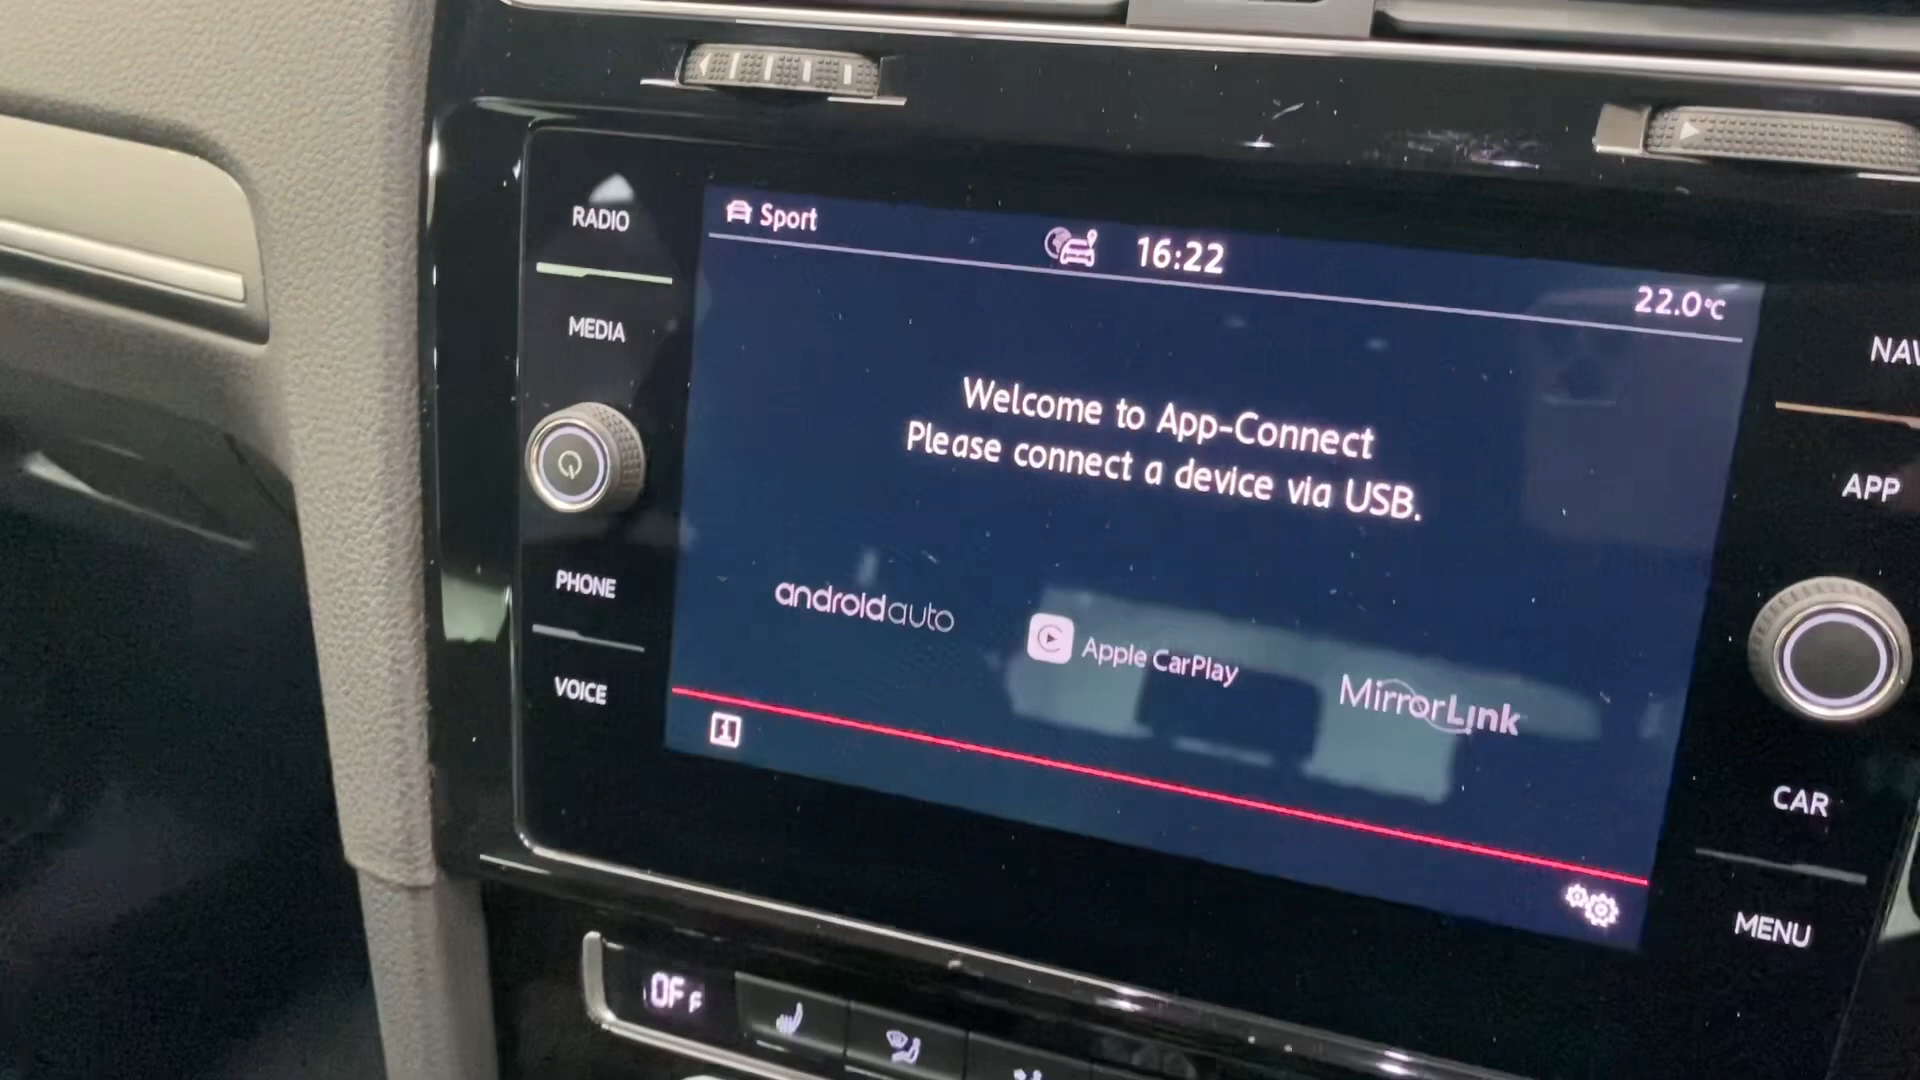 RADIO
MEDIA
PHONE
VOICE
Sport
16:22
22.0°C
Welcome to App-Connect
Please connect a device via USB.
androidauto
Apple CarPlay
MirrorLink
NAV
APP
CAR
MENU
OFF